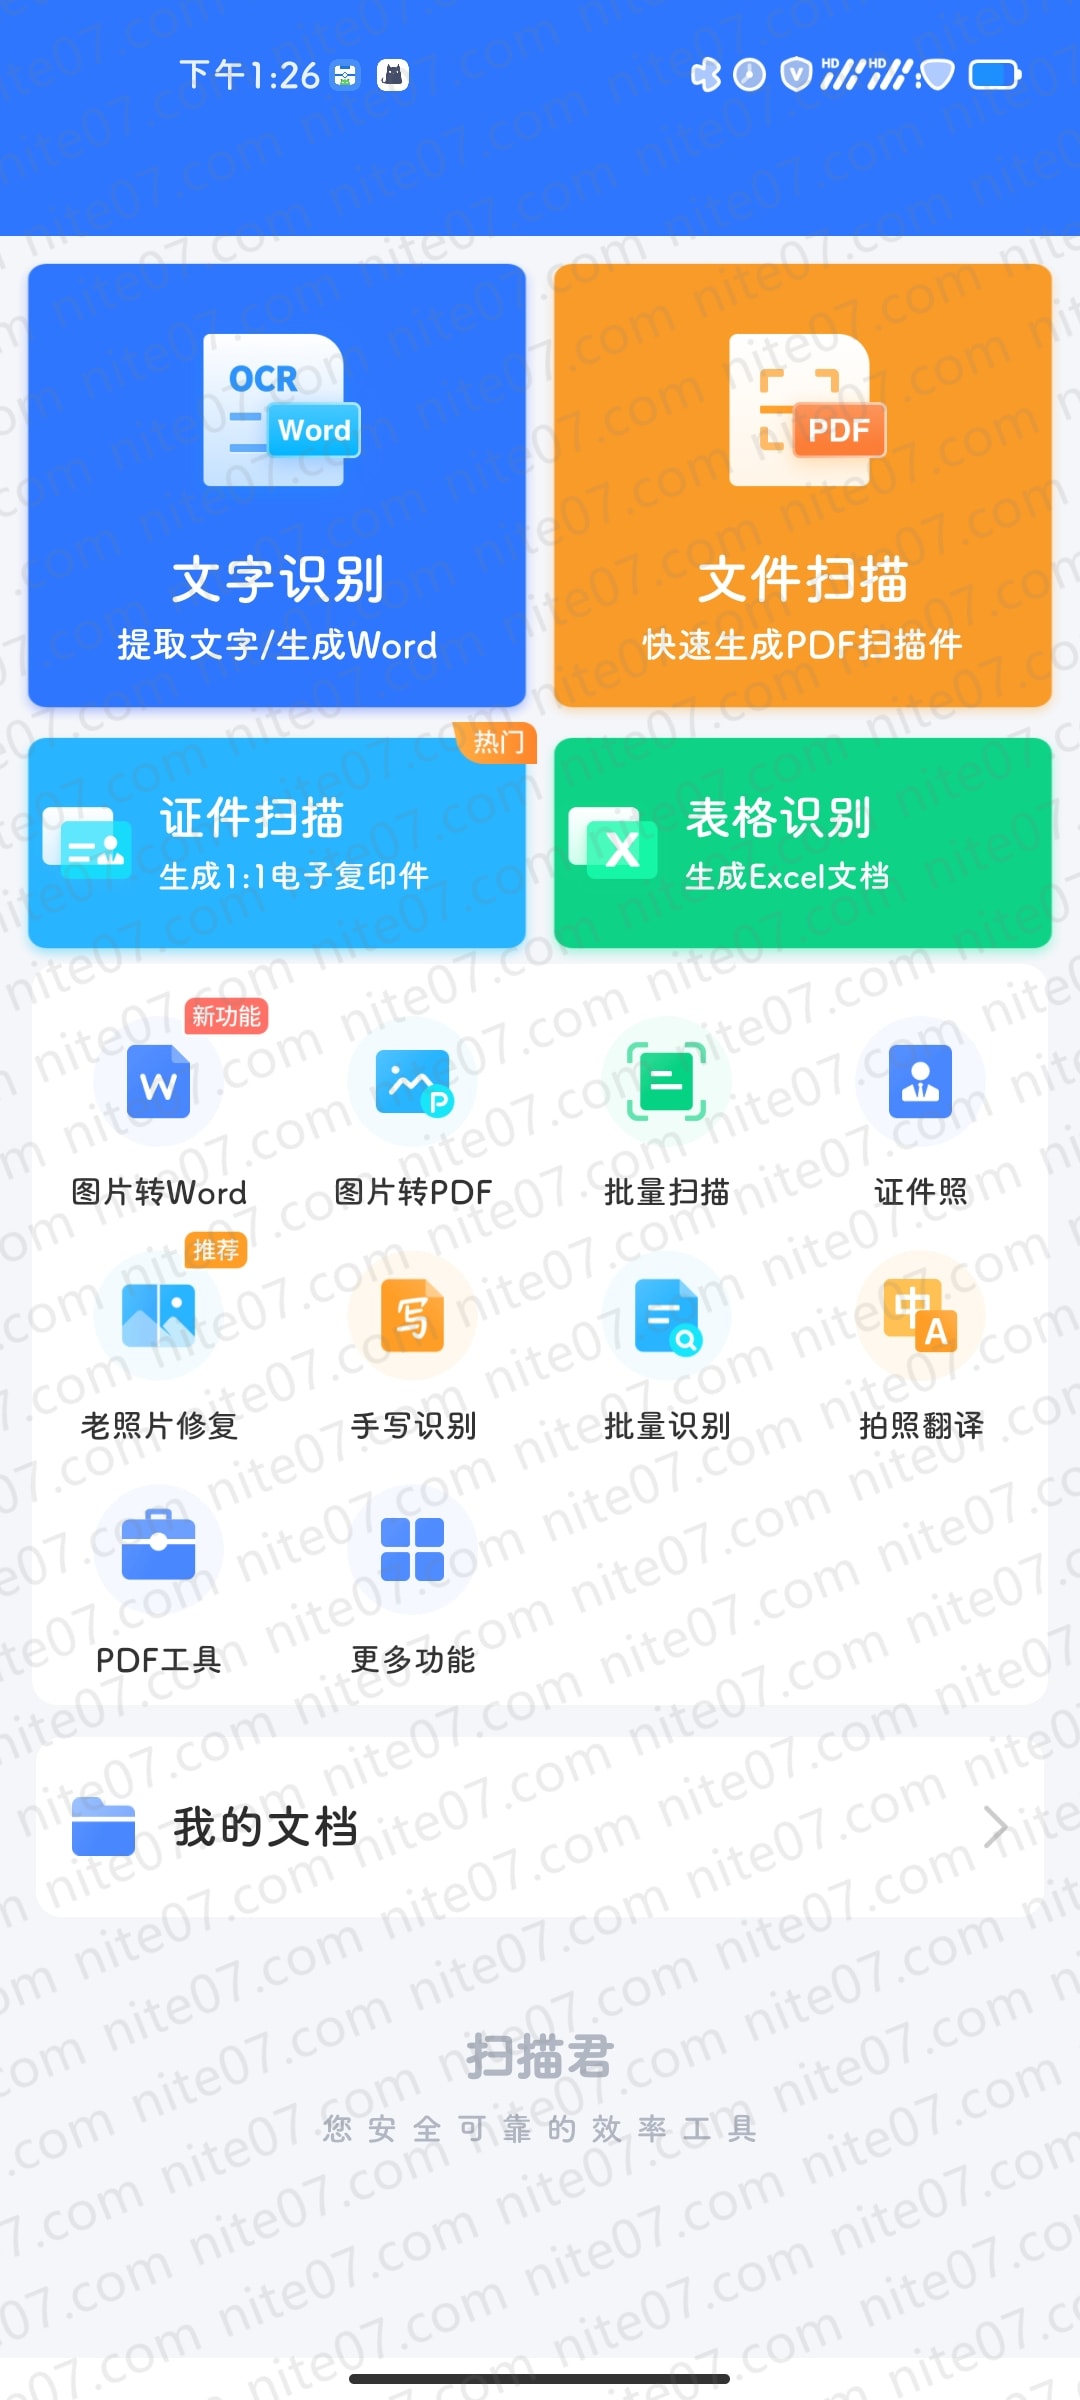 下午1:26
HD HD
OCR
Word
PDF
文字识别
提取文字/生成Word
文件扫描
快速生成PDF扫描件
热门
证件扫描
生成1:1电子复印件
X
表格识别
生成Excel文档
新功能
W
P
图片转Word
图片转PDF
批量扫描
证件照
推荐
写
中
A
老照片修复
手写识别
批量识别
拍照翻译
PDF工具
更多功能
我的文档
扫描君
您安全可靠的效率工具
nite07.com